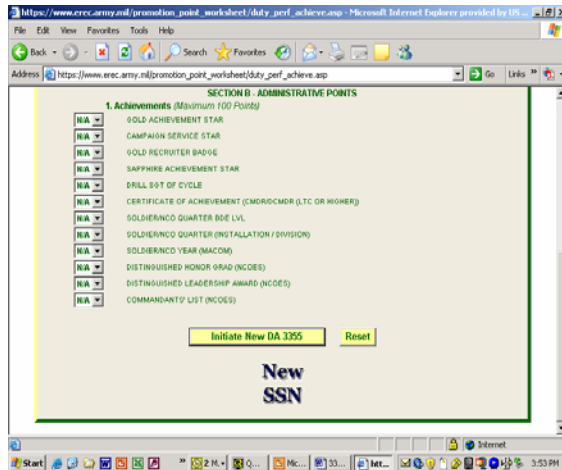 https://www.erec.army.mil/promotion_point_worksheet/duty_perf_achieve.asp - Microsoft Internet Explorer provided by US ...
File Edit View Favorites Tools Help
Back Search Favorites
Address https://www.erec.army.mil/promotion_point_worksheet/duty_perf_achieve.asp Go Links »
SECTION B - ADMINISTRATIVE POINTS
1. Achievements (Maximum 100 Points)
N/A GOLD ACHIEVEMENT STAR
N/A CAMPAIGN SERVICE STAR
N/A GOLD RECRUITER BADGE
N/A SAPPHIRE ACHIEVEMENT STAR
N/A DRILL SGT OF CYCLE
N/A CERTIFICATE OF ACHIEVEMENT (CMDR/DCMDR (LTC OR HIGHER))
N/A SOLDIER/NCO QUARTER BDE LVL
N/A SOLDIER/NCO QUARTER (INSTALLATION / DIVISION)
N/A SOLDIER/NCO YEAR (MACOM)
N/A DISTINGUISHED HONOR GRAD (NCOES)
N/A DISTINGUISHED LEADERSHIP AWARD (NCOES)
N/A COMMANDANTS' LIST (NCOES)
Initiate New DA 3355 Reset
New
SSN
Internet
Start » 2 M. Q... Mic... 33... htt... 3:53 PM